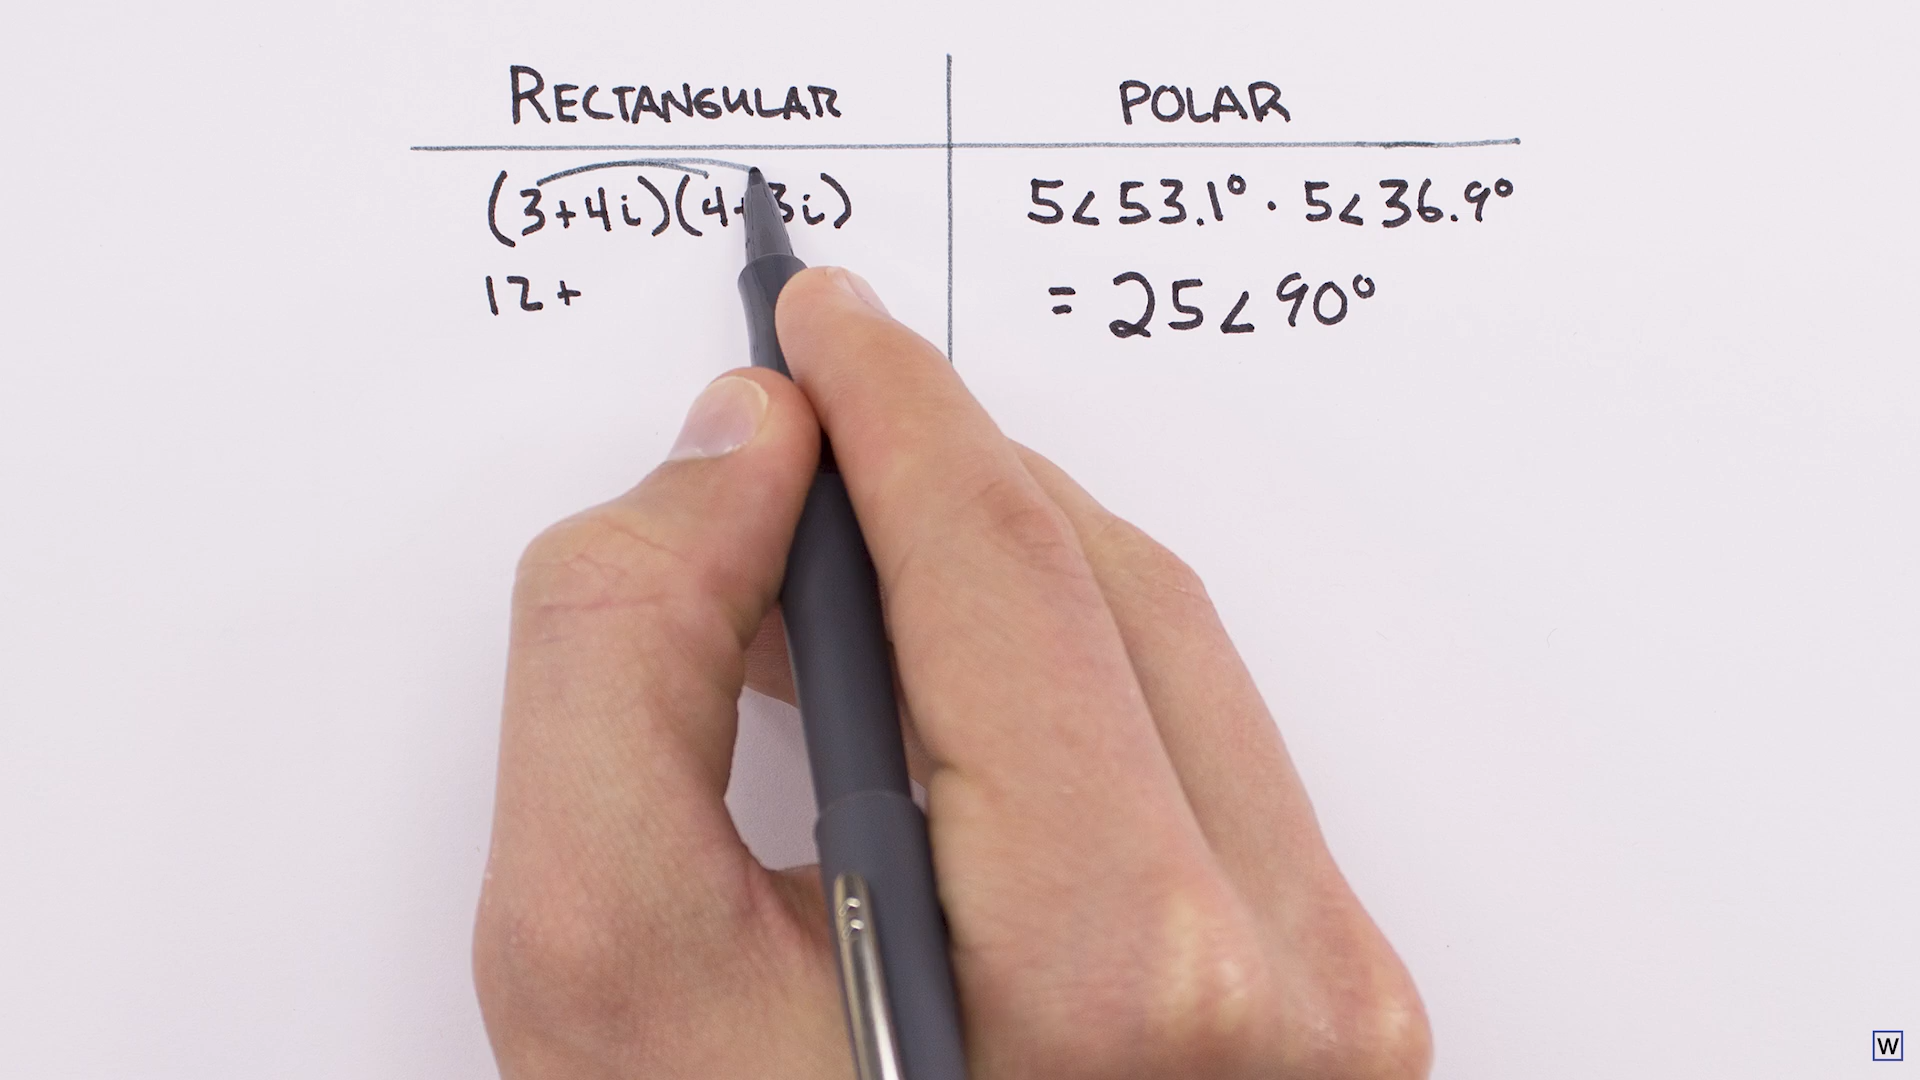 RECTANGULAR
POLAR
(3+4i)(4+3i)
5∠53.1° · 5∠36.9°
12+
= 25∠90°
W